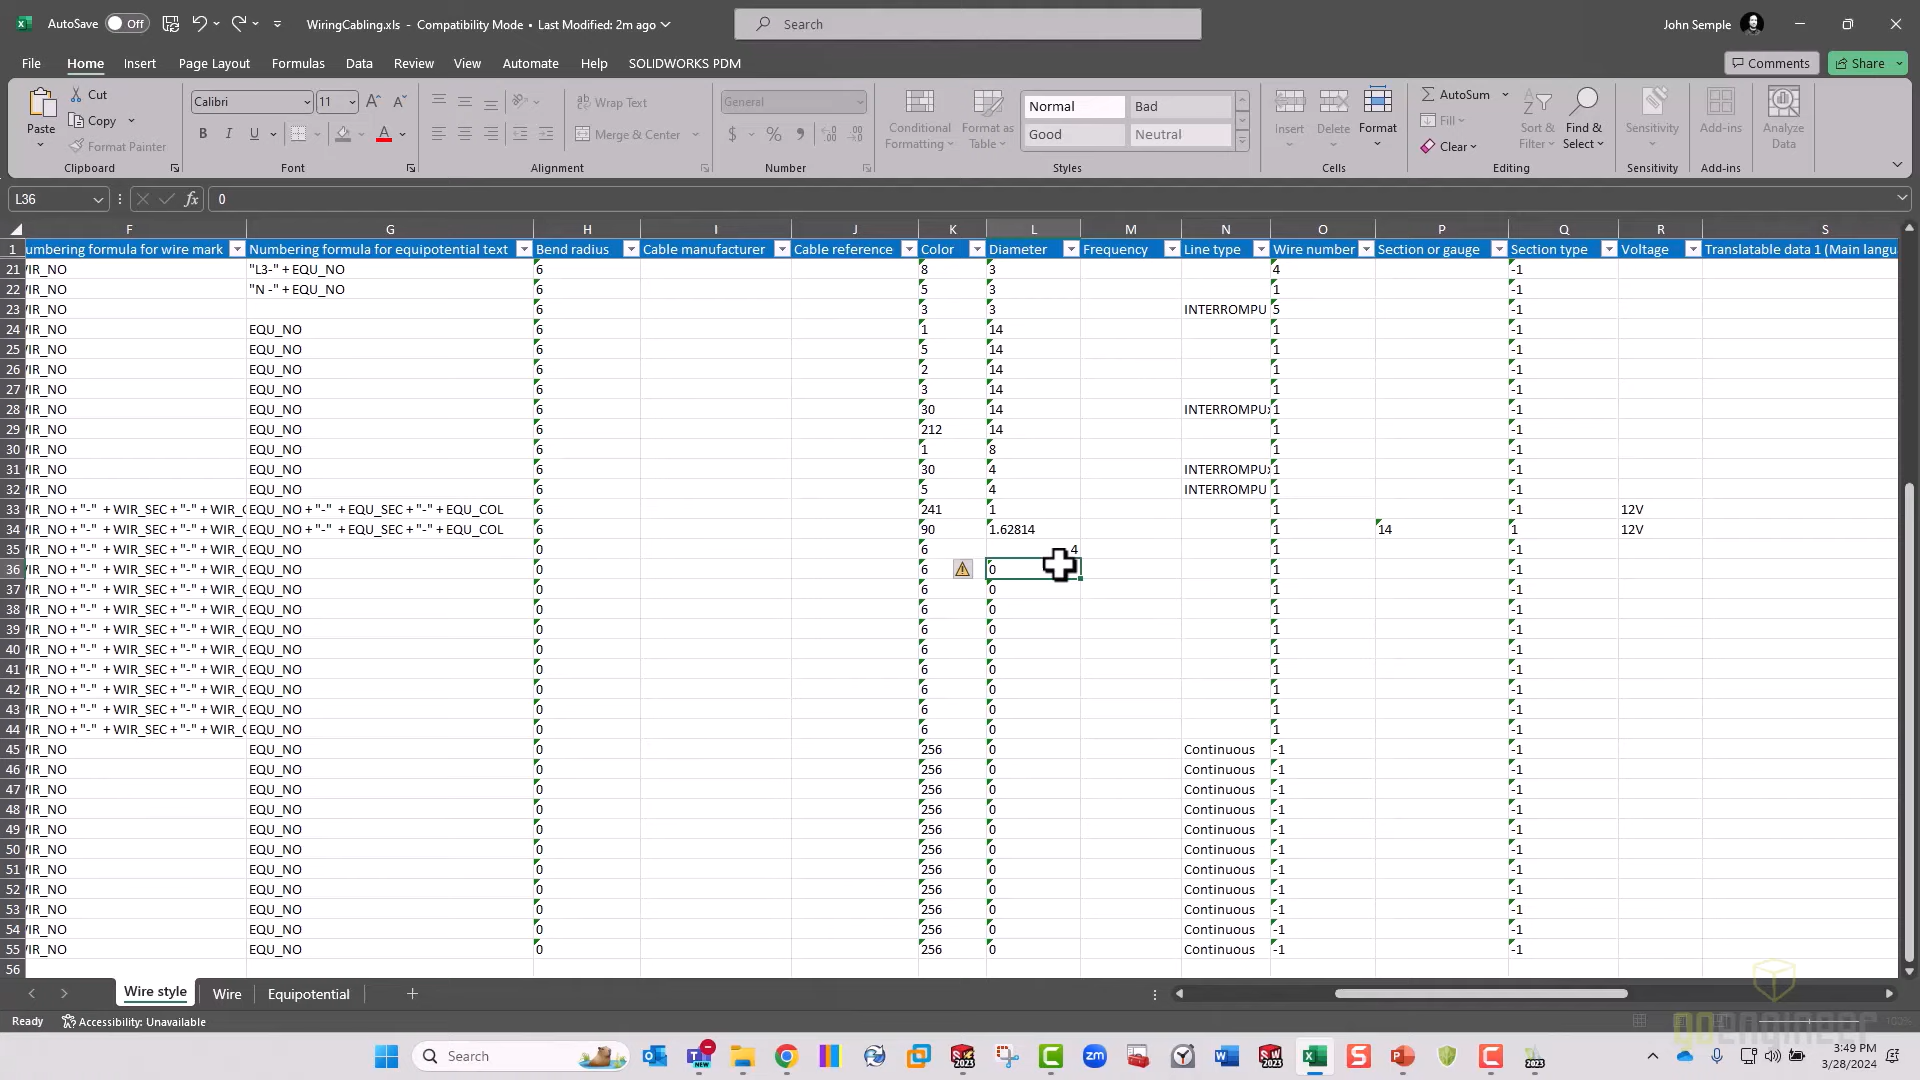 AutoSave Off WiringCabling.xls - Compatibility Mode • Last Modified: 2m ago Search John Semple
File Home Insert Page Layout Formulas Data Review View Automate Help SOLIDWORKS PDM Comments Share
Paste Cut Copy Format Painter Clipboard
Calibri 11 B I U A Font
Wrap Text Merge & Center Alignment
General $ % Number
Conditional Formatting Format as Table Normal Bad Good Neutral Styles
Insert Delete Format Cells
AutoSum Fill Clear Sort & Filter Find & Select Editing
Sensitivity Sensitivity Add-ins Add-ins Analyze Data
L36 fx 0
F G H I J K L M N O P Q R S
1 umbering formula for wire mark Numbering formula for equipotential text Bend radius Cable manufacturer Cable reference Color Diameter Frequency Line type Wire number Section or gauge Section type Voltage Translatable data 1 (Main langu
21 /IR_NO "L3-" + EQU_NO 6 8 3 4 -1
22 /IR_NO "N -" + EQU_NO 6 5 3 1 -1
23 /IR_NO 6 3 3 INTERROMPU 5 -1
24 /IR_NO EQU_NO 6 1 14 1 -1
25 /IR_NO EQU_NO 6 5 14 1 -1
26 /IR_NO EQU_NO 6 2 14 1 -1
27 /IR_NO EQU_NO 6 3 14 1 -1
28 /IR_NO EQU_NO 6 30 14 INTERROMPUx 1 -1
29 /IR_NO EQU_NO 6 212 14 1 -1
30 /IR_NO EQU_NO 6 1 8 1 -1
31 /IR_NO EQU_NO 6 30 4 INTERROMPUx 1 -1
32 /IR_NO EQU_NO 6 5 4 INTERROMPU 1 -1
33 /IR_NO + "-" + WIR_SEC + "-" + WIR_C EQU_NO + "-" + EQU_SEC + "-" + EQU_COL 6 241 1 1 -1 12V
34 /IR_NO + "-" + WIR_SEC + "-" + WIR_C EQU_NO + "-" + EQU_SEC + "-" + EQU_COL 6 90 1.62814 1 14 1 12V
35 /IR_NO + "-" + WIR_SEC + "-" + WIR_C EQU_NO 0 6 4 1 -1
36 /IR_NO + "-" + WIR_SEC + "-" + WIR_C EQU_NO 0 6 0 1 -1
37 /IR_NO + "-" + WIR_SEC + "-" + WIR_C EQU_NO 0 6 0 1 -1
38 /IR_NO + "-" + WIR_SEC + "-" + WIR_C EQU_NO 0 6 0 1 -1
39 /IR_NO + "-" + WIR_SEC + "-" + WIR_C EQU_NO 0 6 0 1 -1
40 /IR_NO + "-" + WIR_SEC + "-" + WIR_C EQU_NO 0 6 0 1 -1
41 /IR_NO + "-" + WIR_SEC + "-" + WIR_C EQU_NO 0 6 0 1 -1
42 /IR_NO + "-" + WIR_SEC + "-" + WIR_C EQU_NO 0 6 0 1 -1
43 /IR_NO + "-" + WIR_SEC + "-" + WIR_C EQU_NO 0 6 0 1 -1
44 /IR_NO + "-" + WIR_SEC + "-" + WIR_C EQU_NO 0 6 0 1 -1
45 /IR_NO EQU_NO 0 256 0 Continuous -1 -1
46 /IR_NO EQU_NO 0 256 0 Continuous -1 -1
47 /IR_NO EQU_NO 0 256 0 Continuous -1 -1
48 /IR_NO EQU_NO 0 256 0 Continuous -1 -1
49 /IR_NO EQU_NO 0 256 0 Continuous -1 -1
50 /IR_NO EQU_NO 0 256 0 Continuous -1 -1
51 /IR_NO EQU_NO 0 256 0 Continuous -1 -1
52 /IR_NO EQU_NO 0 256 0 Continuous -1 -1
53 /IR_NO EQU_NO 0 256 0 Continuous -1 -1
54 /IR_NO EQU_NO 0 256 0 Continuous -1 -1
55 /IR_NO EQU_NO 0 256 0 Continuous -1 -1
56
Wire style Wire Equipotential
Ready Accessibility: Unavailable 100%
goengineer
Search 3:49 PM
3/28/2024